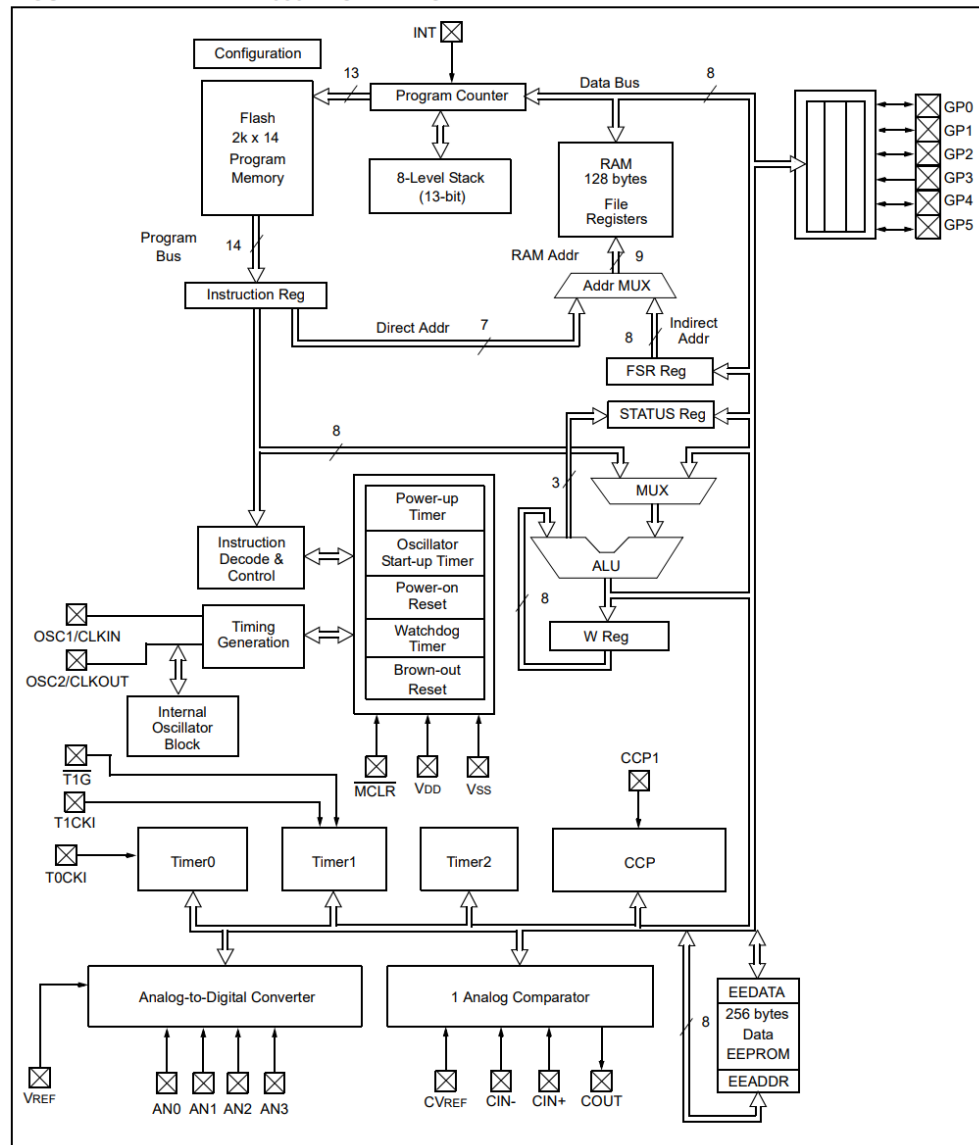 INT
Configuration
13
Data Bus
8
Program Counter
Flash
2k x 14
Program
Memory
8-Level Stack
(13-bit)
RAM
128 bytes
File
Registers
GP0
GP1
GP2
GP3
GP4
GP5
Program
Bus
14
RAM Addr
9
Addr MUX
Instruction Reg
Direct Addr
7
8
Indirect
Addr
FSR Reg
STATUS Reg
8
3
MUX
Power-up
Timer
Instruction
Decode &
Control
Oscillator
Start-up Timer
ALU
Power-on
Reset
8
OSC1/CLKIN
Timing
Generation
Watchdog
Timer
W Reg
OSC2/CLKOUT
Brown-out
Reset
Internal
Oscillator
Block
T1G
MCLR
VDD
VSS
CCP1
T1CKI
T0CKI
Timer0
Timer1
Timer2
CCP
Analog-to-Digital Converter
1 Analog Comparator
EEDATA
256 bytes
Data
EEPROM
EEADDR
8
VREF
AN0
AN1
AN2
AN3
CVREF
CIN-
CIN+
COUT